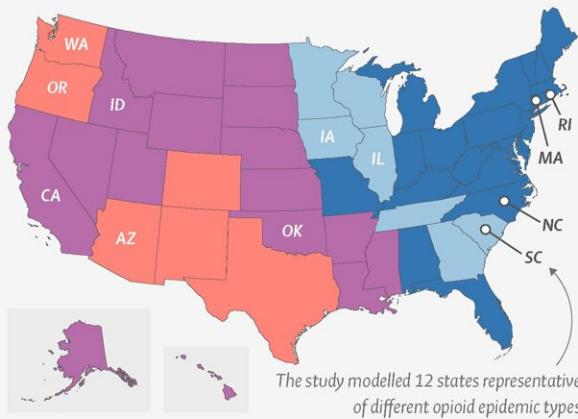 WA
OR
ID
IA
IL
RI
MA
CA
NC
OK
AZ
SC
The study modelled 12 states representative
of different opioid epidemic types